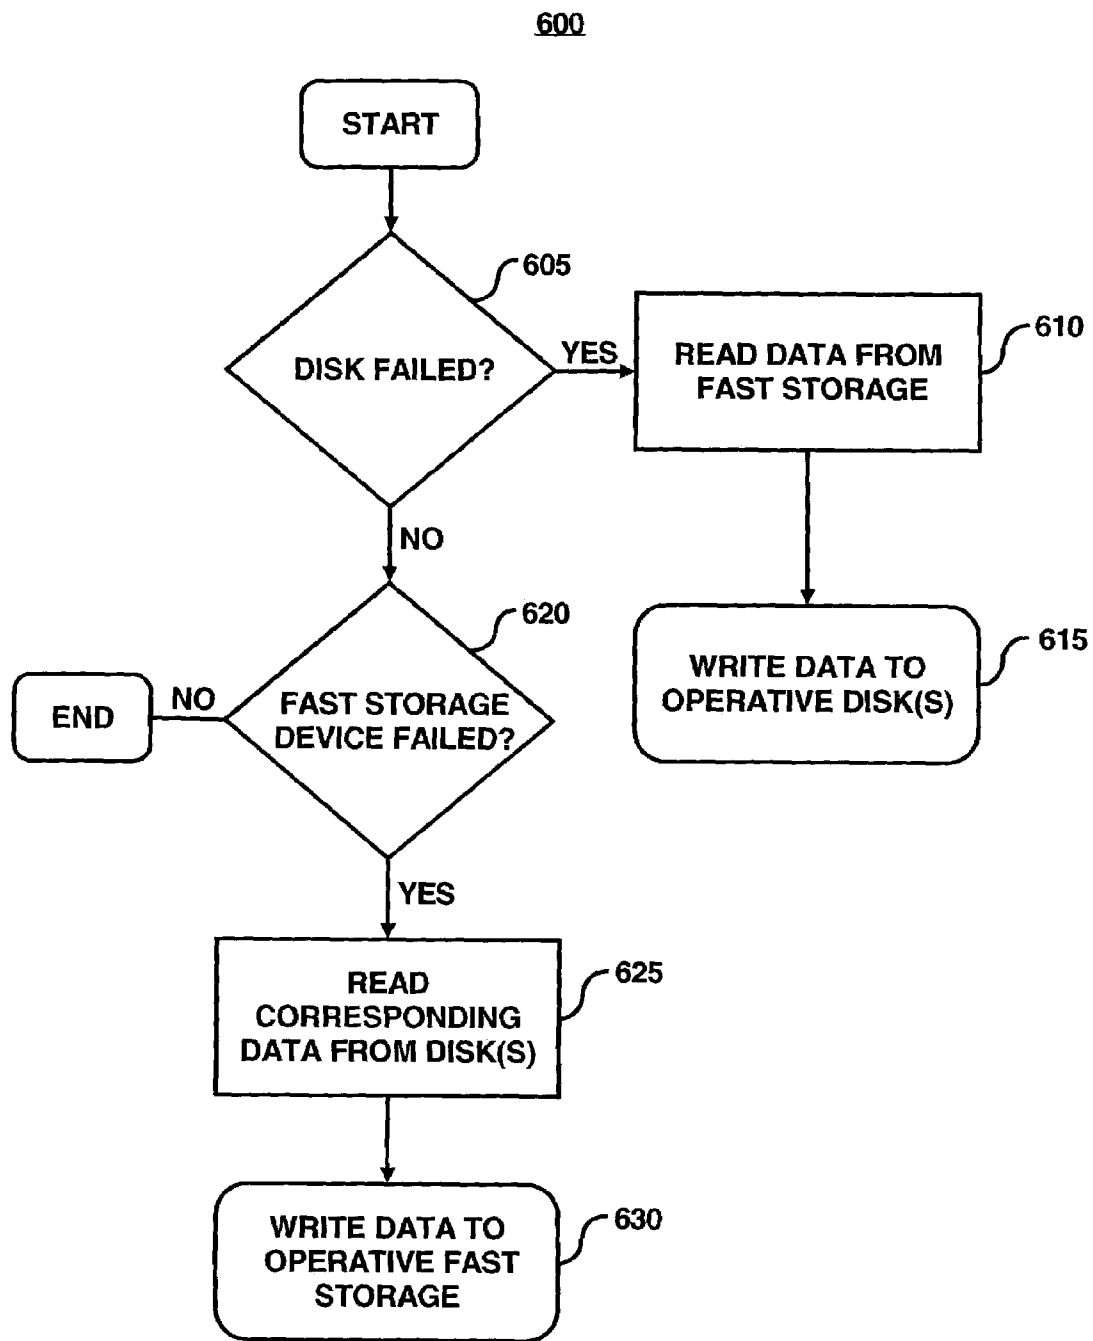 600
START
605
DISK FAILED?
YES
READ DATA FROM
FAST STORAGE
610
NO
WRITE DATA TO
OPERATIVE DISK(S)
615
620
FAST STORAGE
DEVICE FAILED?
NO
END
YES
READ
CORRESPONDING
DATA FROM DISK(S)
625
WRITE DATA TO
OPERATIVE FAST
STORAGE
630